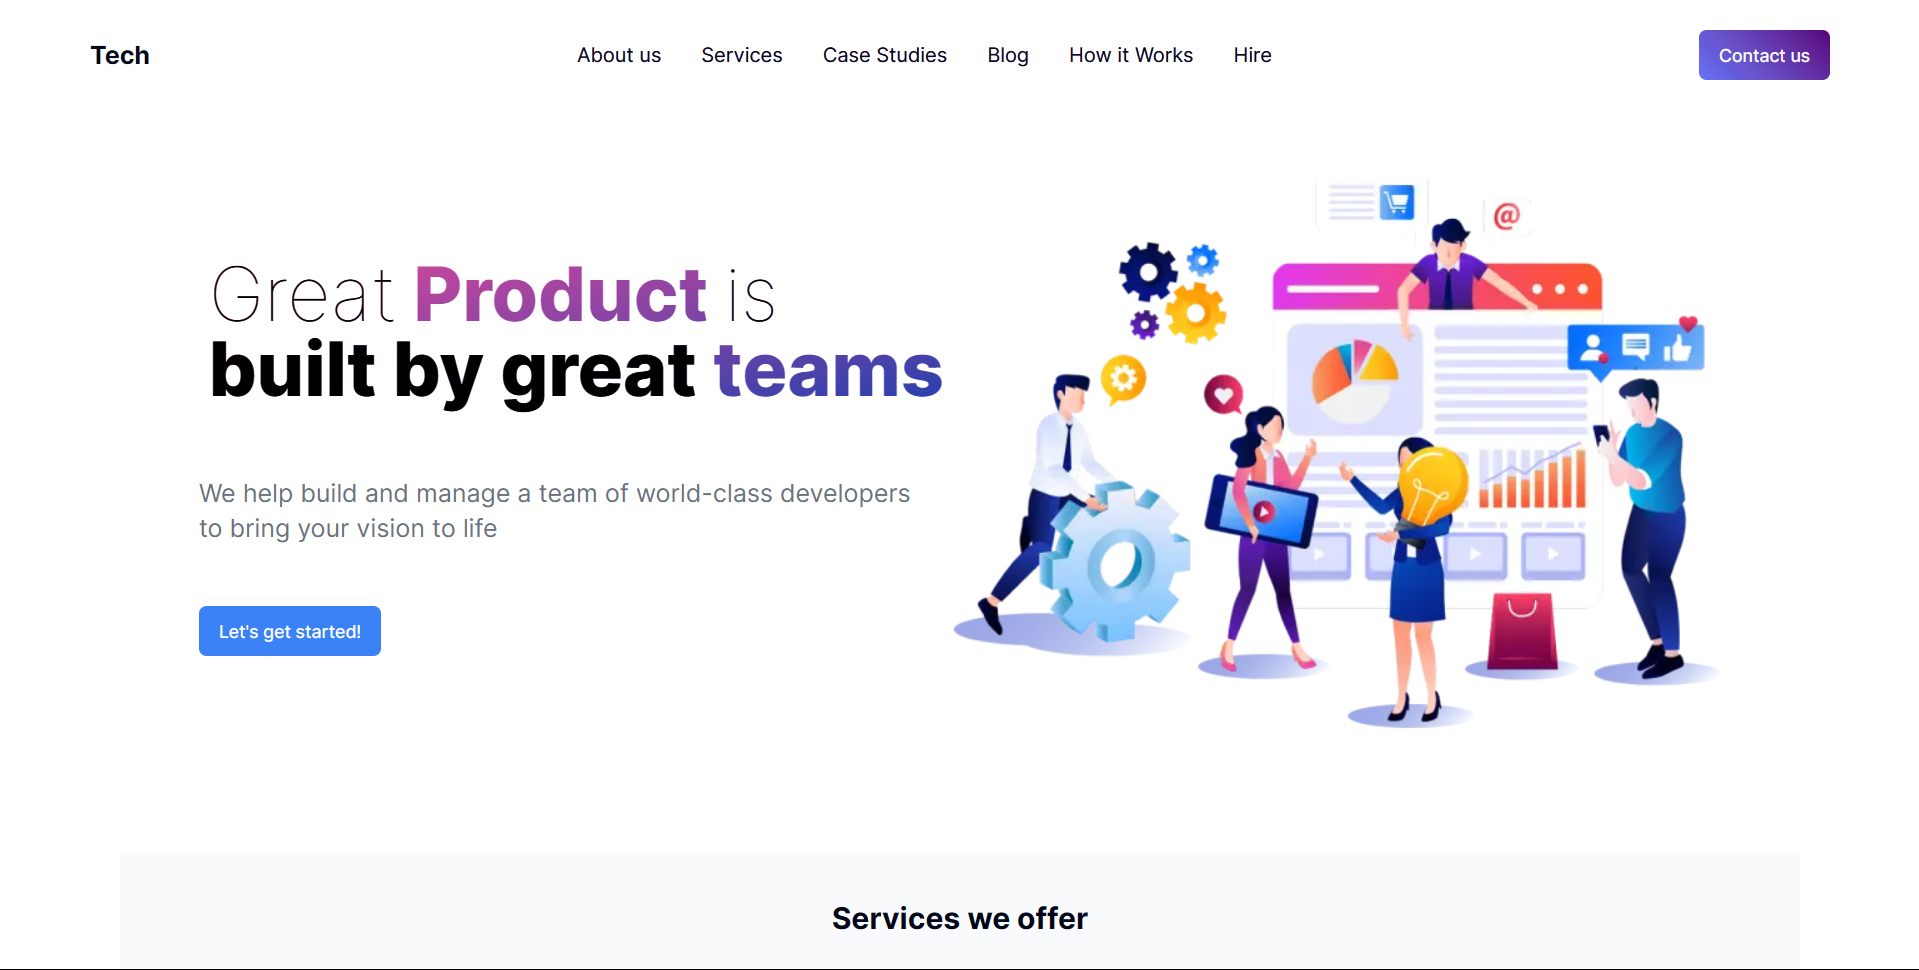 Tech
About us Services Case Studies Blog How it Works Hire
Contact us
@
Great Product is
built by great teams
We help build and manage a team of world-class developers
to bring your vision to life
Let's get started!
Services we offer